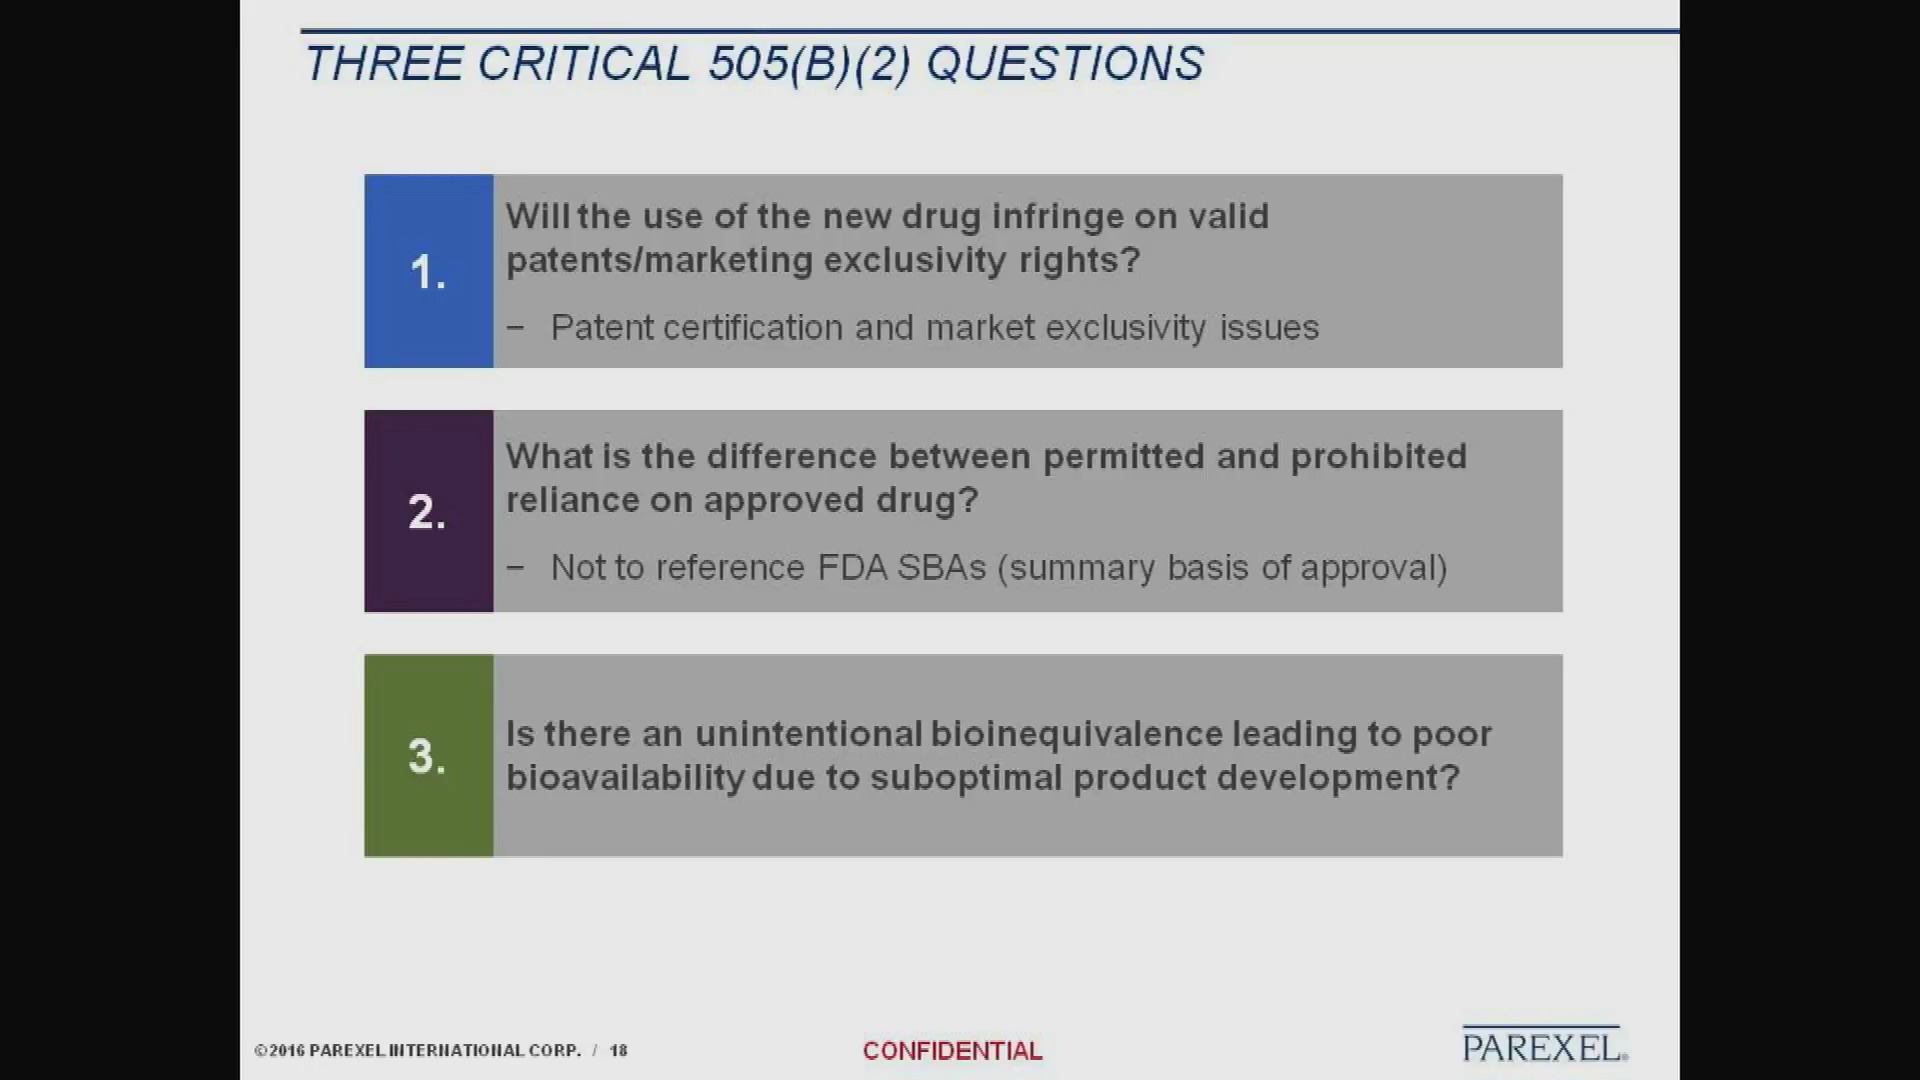 THREE CRITICAL 505(B)(2) QUESTIONS
1.
Will the use of the new drug infringe on valid
patents/marketing exclusivity rights?
– Patent certification and market exclusivity issues
2.
What is the difference between permitted and prohibited
reliance on approved drug?
– Not to reference FDA SBAs (summary basis of approval)
3.
Is there an unintentional bioinequivalence leading to poor
bioavailability due to suboptimal product development?
©2016 PAREXEL INTERNATIONAL CORP. / 18
CONFIDENTIAL
PAREXEL®